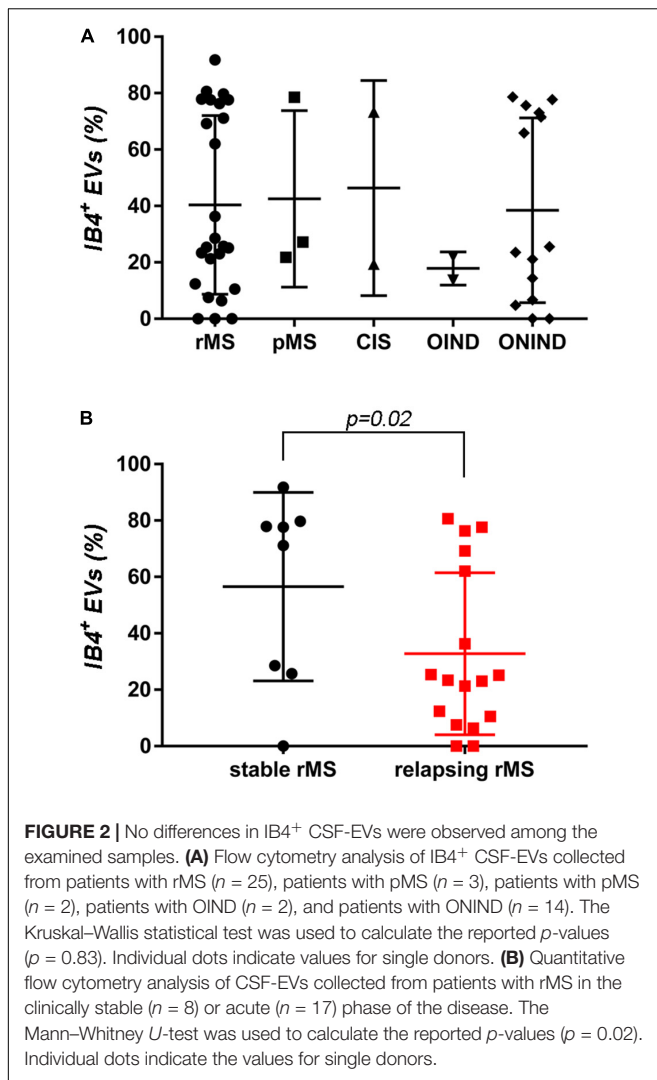 A
IB4+ EVs (%)
100
80
60
40
20
0
rMS pMS CIS OIND ONIND
B
p=0.02
IB4+ EVs (%)
100
80
60
40
20
0
stable rMS relapsing rMS
FIGURE 2 | No differences in IB4+ CSF-EVs were observed among the
examined samples. (A) Flow cytometry analysis of IB4+ CSF-EVs collected
from patients with rMS (n = 25), patients with pMS (n = 3), patients with pMS
(n = 2), patients with OIND (n = 2), and patients with ONIND (n = 14). The
Kruskal–Wallis statistical test was used to calculate the reported p-values
(p = 0.83). Individual dots indicate values for single donors. (B) Quantitative
flow cytometry analysis of CSF-EVs collected from patients with rMS in the
clinically stable (n = 8) or acute (n = 17) phase of the disease. The
Mann–Whitney U-test was used to calculate the reported p-values (p = 0.02).
Individual dots indicate the values for single donors.